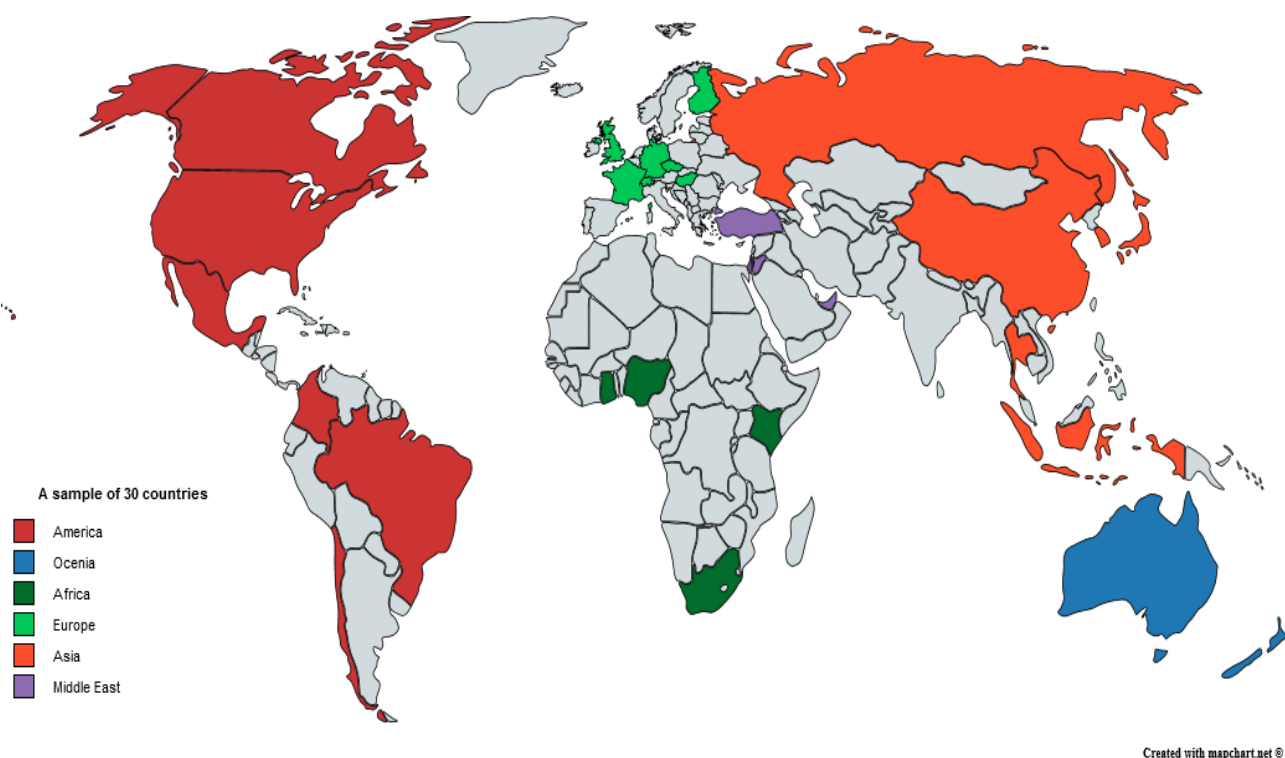 A sample of 30 countries
America
Ocenia
Africa
Europe
Asia
Middle East
Created with mapchart.net ©